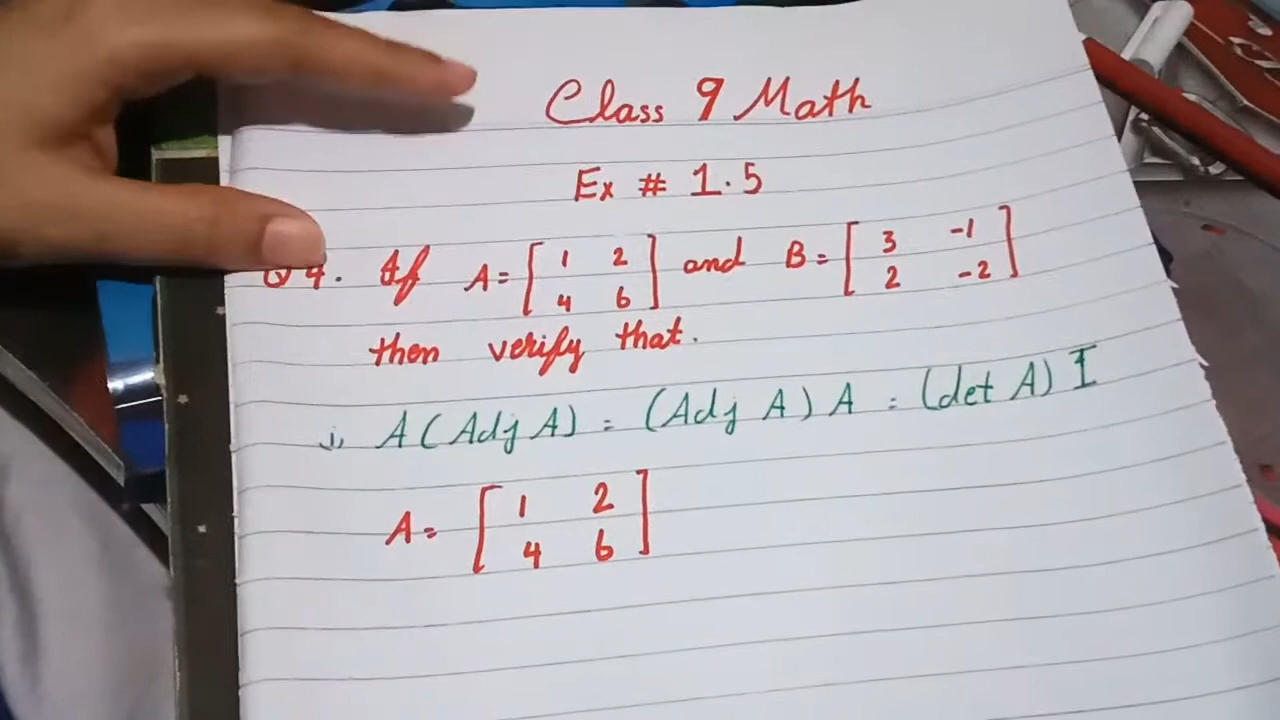 Class 9 Math
Ex # 1.5
Q4. If A = [ 1 2 ; 4 6 ] and B = [ 3 -1 ; 2 -2 ]
then verify that.
i, A (Adj A) = (Adj A) A = (det A) I
A = [ 1 2 ; 4 6 ]